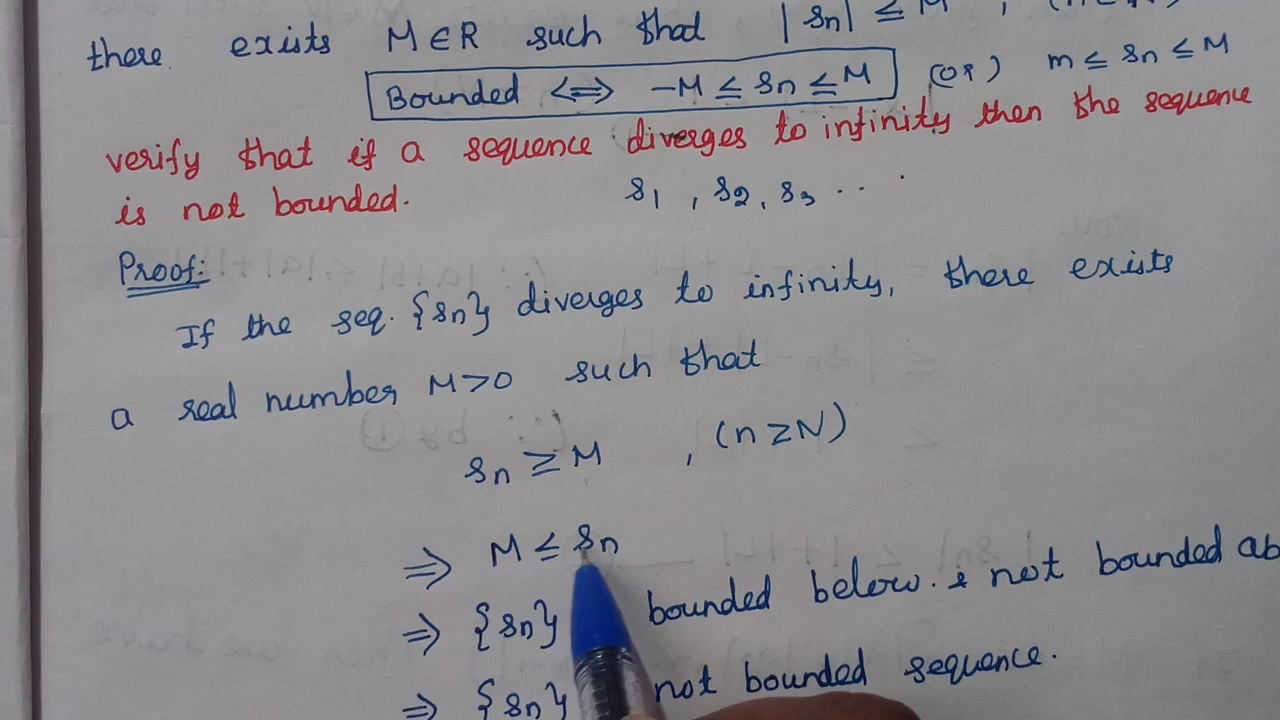 there exists M∈R such that |sn| ≤ M ,
Bounded ⟺ -M ≤ sn ≤ M (or) m ≤ sn ≤ M
verify that if a sequence diverges to infinity then the sequence
is not bounded. s1, s2, s3 ...
Proof:
If the seq. {sn} diverges to infinity, there exists
a real number M>0 such that
sn ≥ M , (n≥N)
⇒ M ≤ sn
⇒ {sn} bounded below. & not bounded ab
⇒ {sn} not bounded sequence.